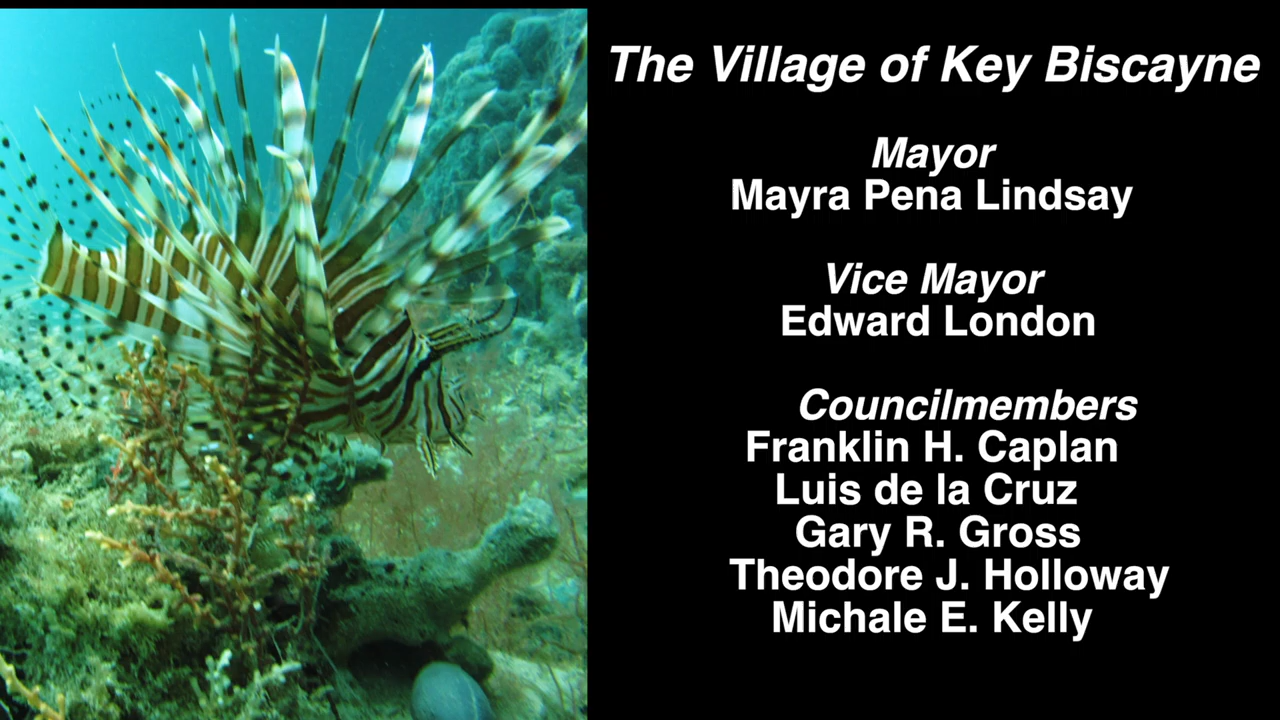 The Village of Key Biscayne
Mayor
Mayra Pena Lindsay
Vice Mayor
Edward London
Councilmembers
Franklin H. Caplan
Luis de la Cruz
Gary R. Gross
Theodore J. Holloway
Michale E. Kelly